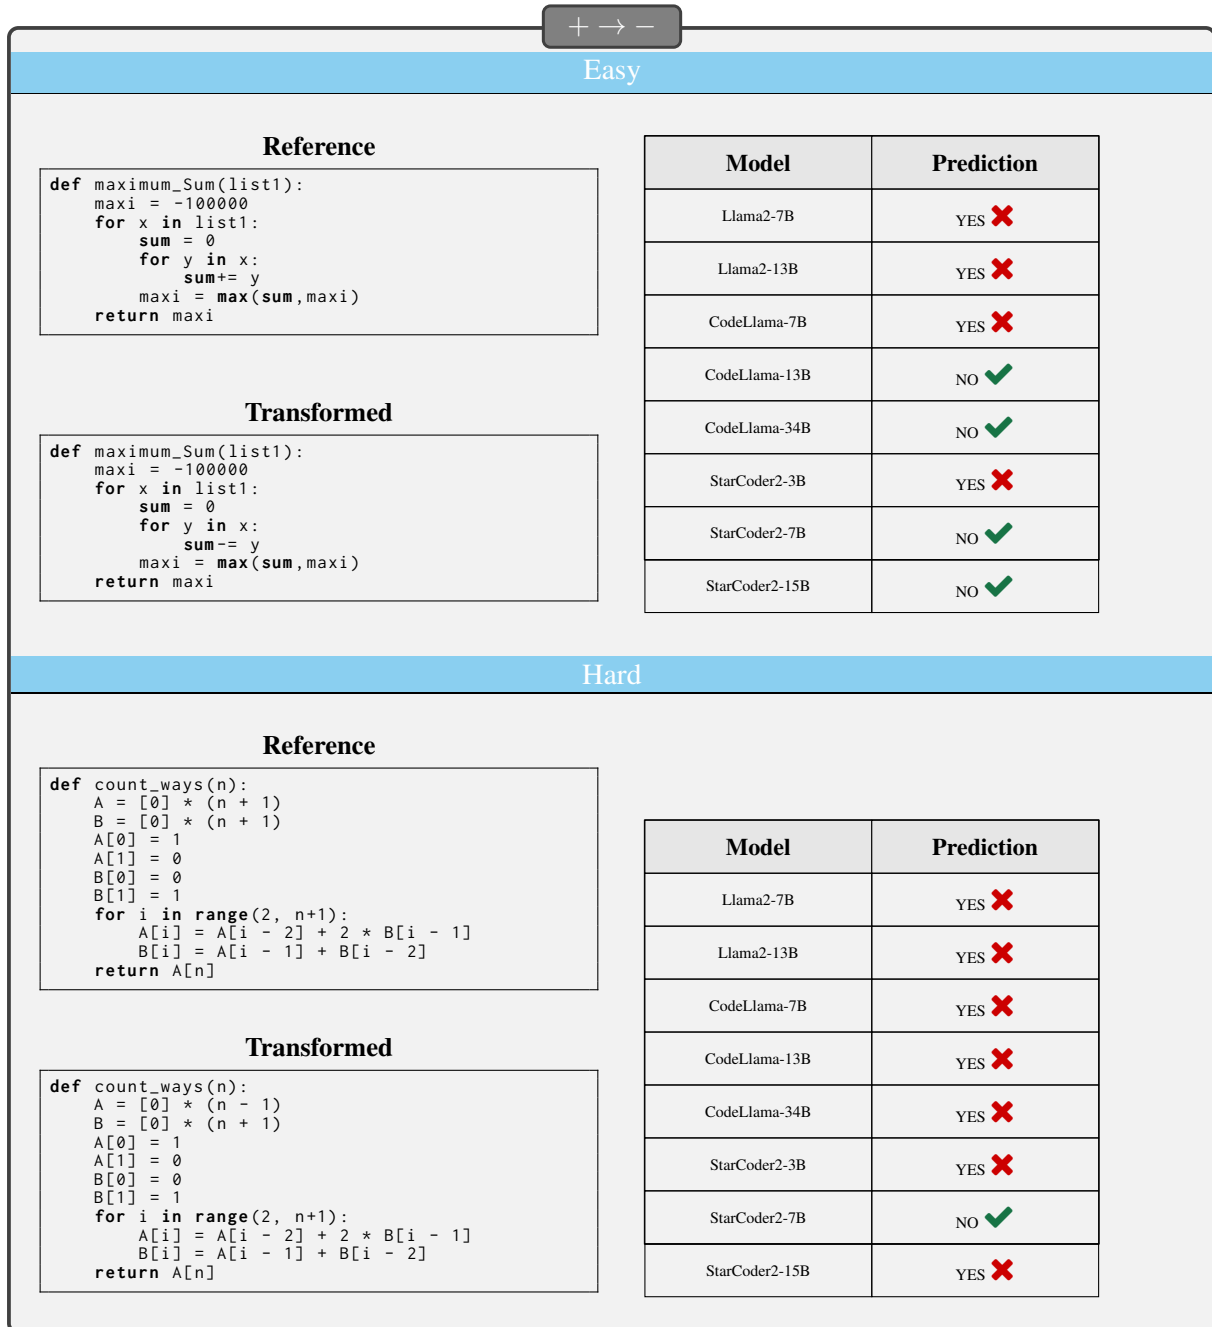 + → −
Easy
Reference
def maximum_Sum(list1):
    maxi = -100000
    for x in list1:
        sum = 0
        for y in x:
            sum+= y
        maxi = max(sum,maxi)
    return maxi
Transformed
def maximum_Sum(list1):
    maxi = -100000
    for x in list1:
        sum = 0
        for y in x:
            sum-= y
        maxi = max(sum,maxi)
    return maxi
Model Prediction
Llama2-7B YES ✖
Llama2-13B YES ✖
CodeLlama-7B YES ✖
CodeLlama-13B NO ✔
CodeLlama-34B NO ✔
StarCoder2-3B YES ✖
StarCoder2-7B NO ✔
StarCoder2-15B NO ✔
Hard
Reference
def count_ways(n):
    A = [0] * (n + 1)
    B = [0] * (n + 1)
    A[0] = 1
    A[1] = 0
    B[0] = 0
    B[1] = 1
    for i in range(2, n+1):
        A[i] = A[i - 2] + 2 * B[i - 1]
        B[i] = A[i - 1] + B[i - 2]
    return A[n]
Transformed
def count_ways(n):
    A = [0] * (n - 1)
    B = [0] * (n + 1)
    A[0] = 1
    A[1] = 0
    B[0] = 0
    B[1] = 1
    for i in range(2, n+1):
        A[i] = A[i - 2] + 2 * B[i - 1]
        B[i] = A[i - 1] + B[i - 2]
    return A[n]
Model Prediction
Llama2-7B YES ✖
Llama2-13B YES ✖
CodeLlama-7B YES ✖
CodeLlama-13B YES ✖
CodeLlama-34B YES ✖
StarCoder2-3B YES ✖
StarCoder2-7B NO ✔
StarCoder2-15B YES ✖